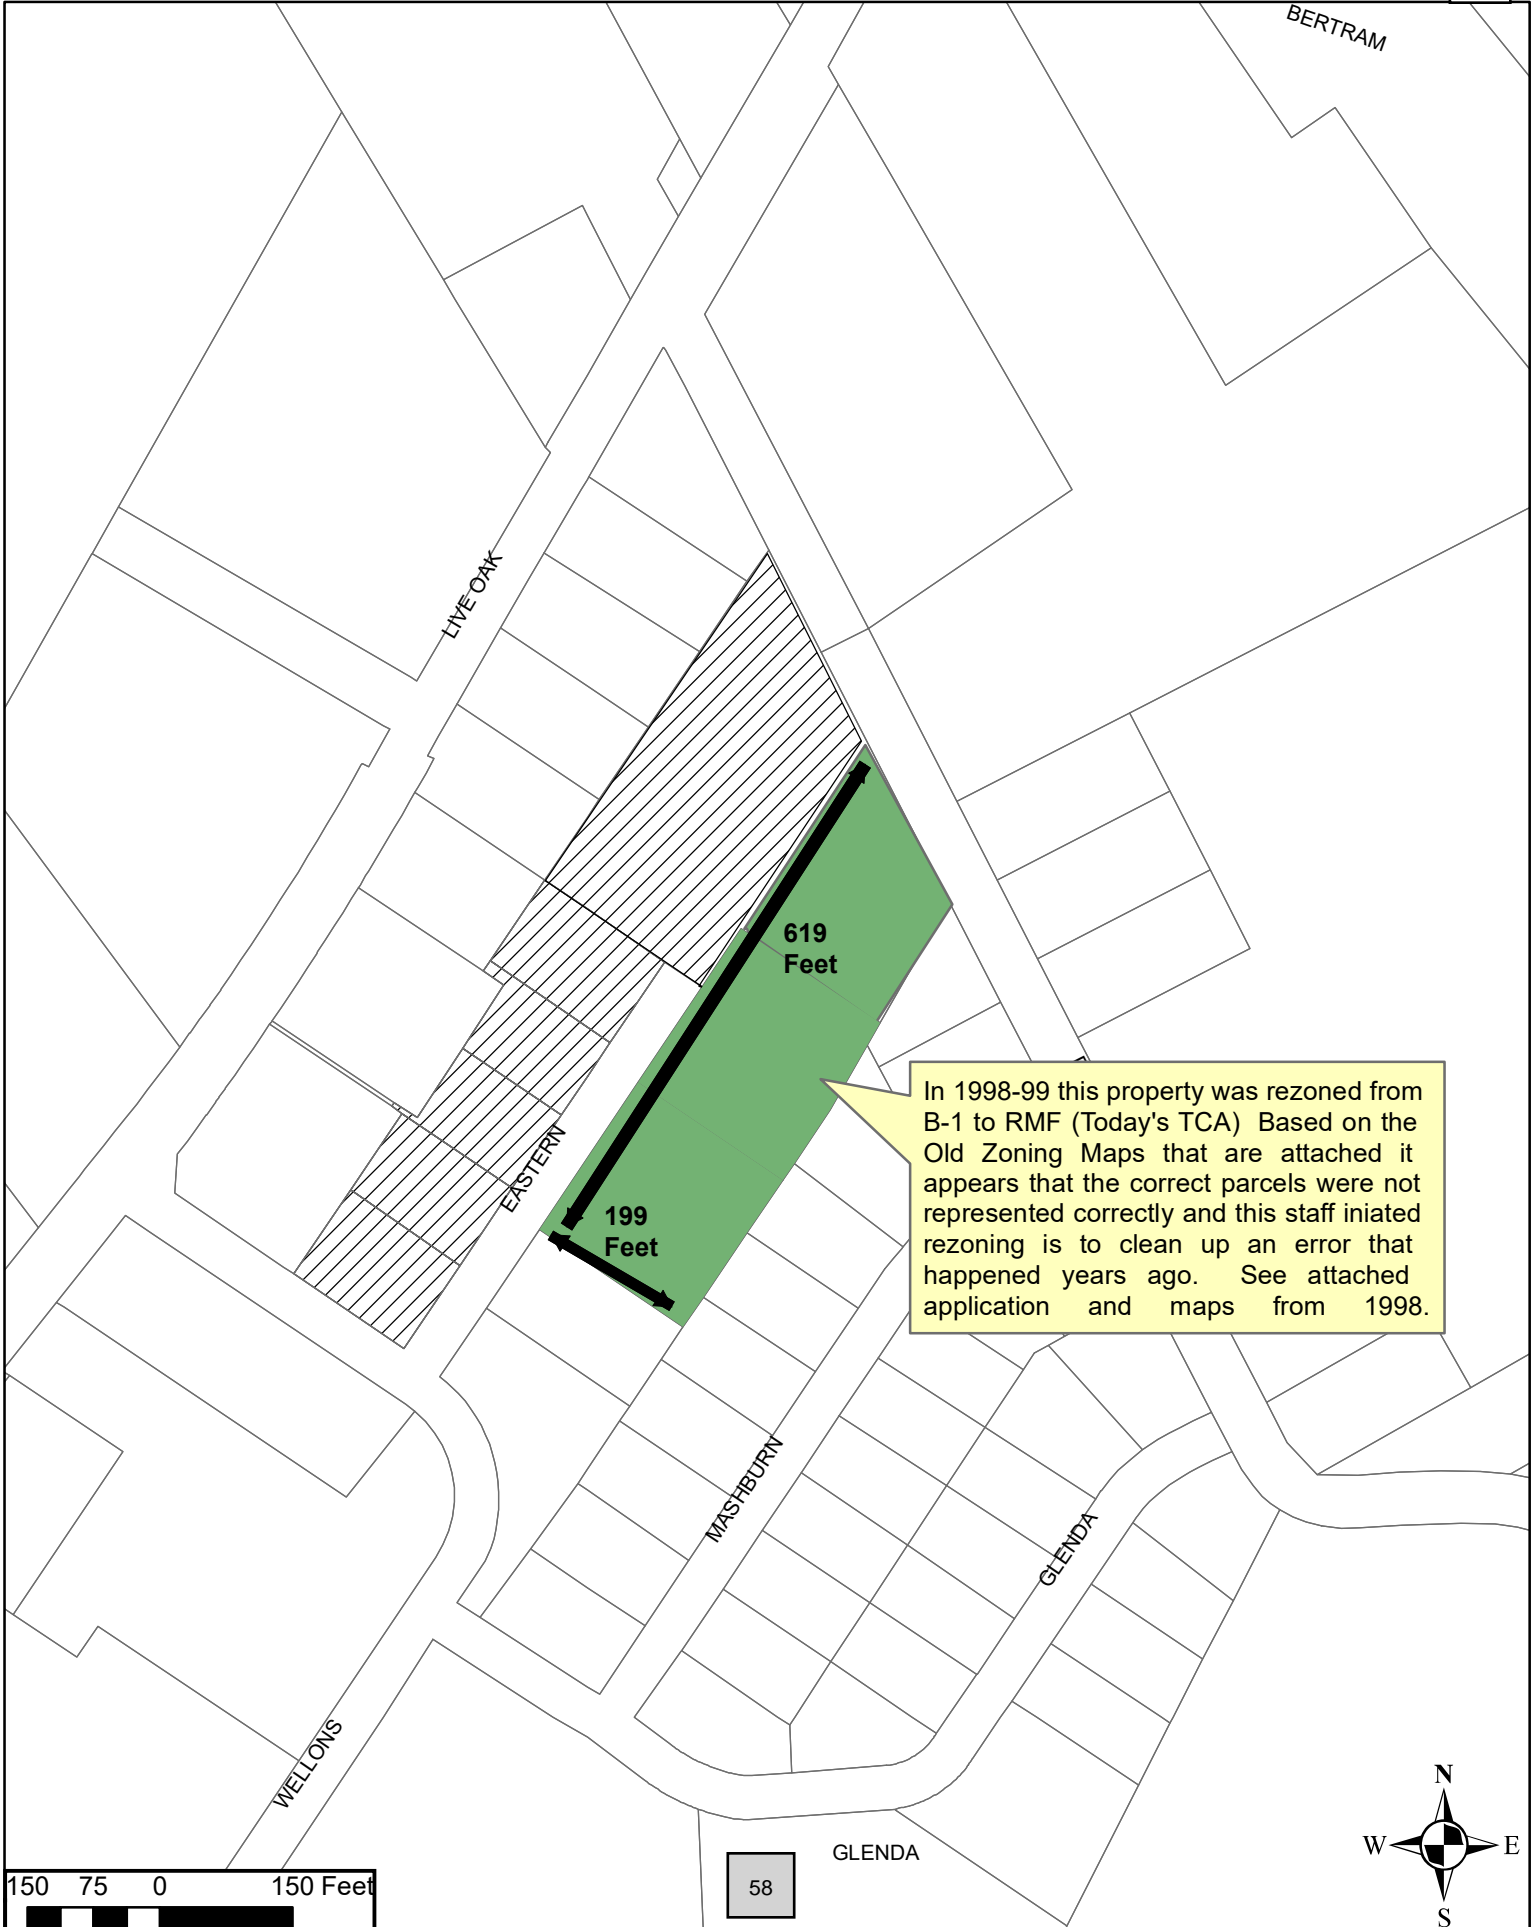 BERTRAM
LIVE OAK
619
Feet
In 1998-99 this property was rezoned from
B-1 to RMF (Today's TCA) Based on the
Old Zoning Maps that are attached it
appears that the correct parcels were not
represented correctly and this staff iniated
rezoning is to clean up an error that
happened years ago. See attached
application and maps from 1998.
EASTERN
199
Feet
MASHBURN
GLENDA
WELLONS
N
W
E
S
GLENDA
58
150 75 0 150 Feet